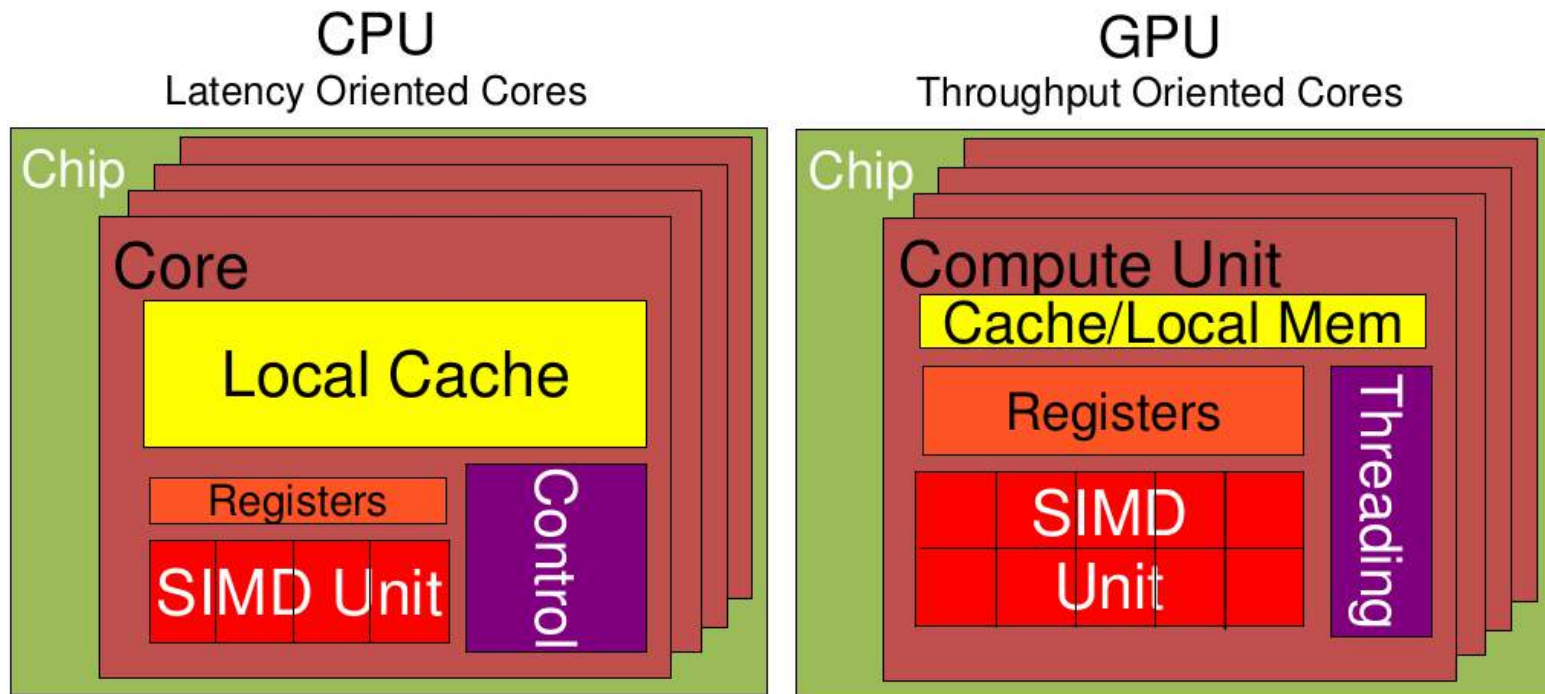 CPU
Latency Oriented Cores
Chip
Core
Local Cache
Registers
SIMD Unit
Control
GPU
Throughput Oriented Cores
Chip
Compute Unit
Cache/Local Mem
Registers
SIMD
Unit
Threading